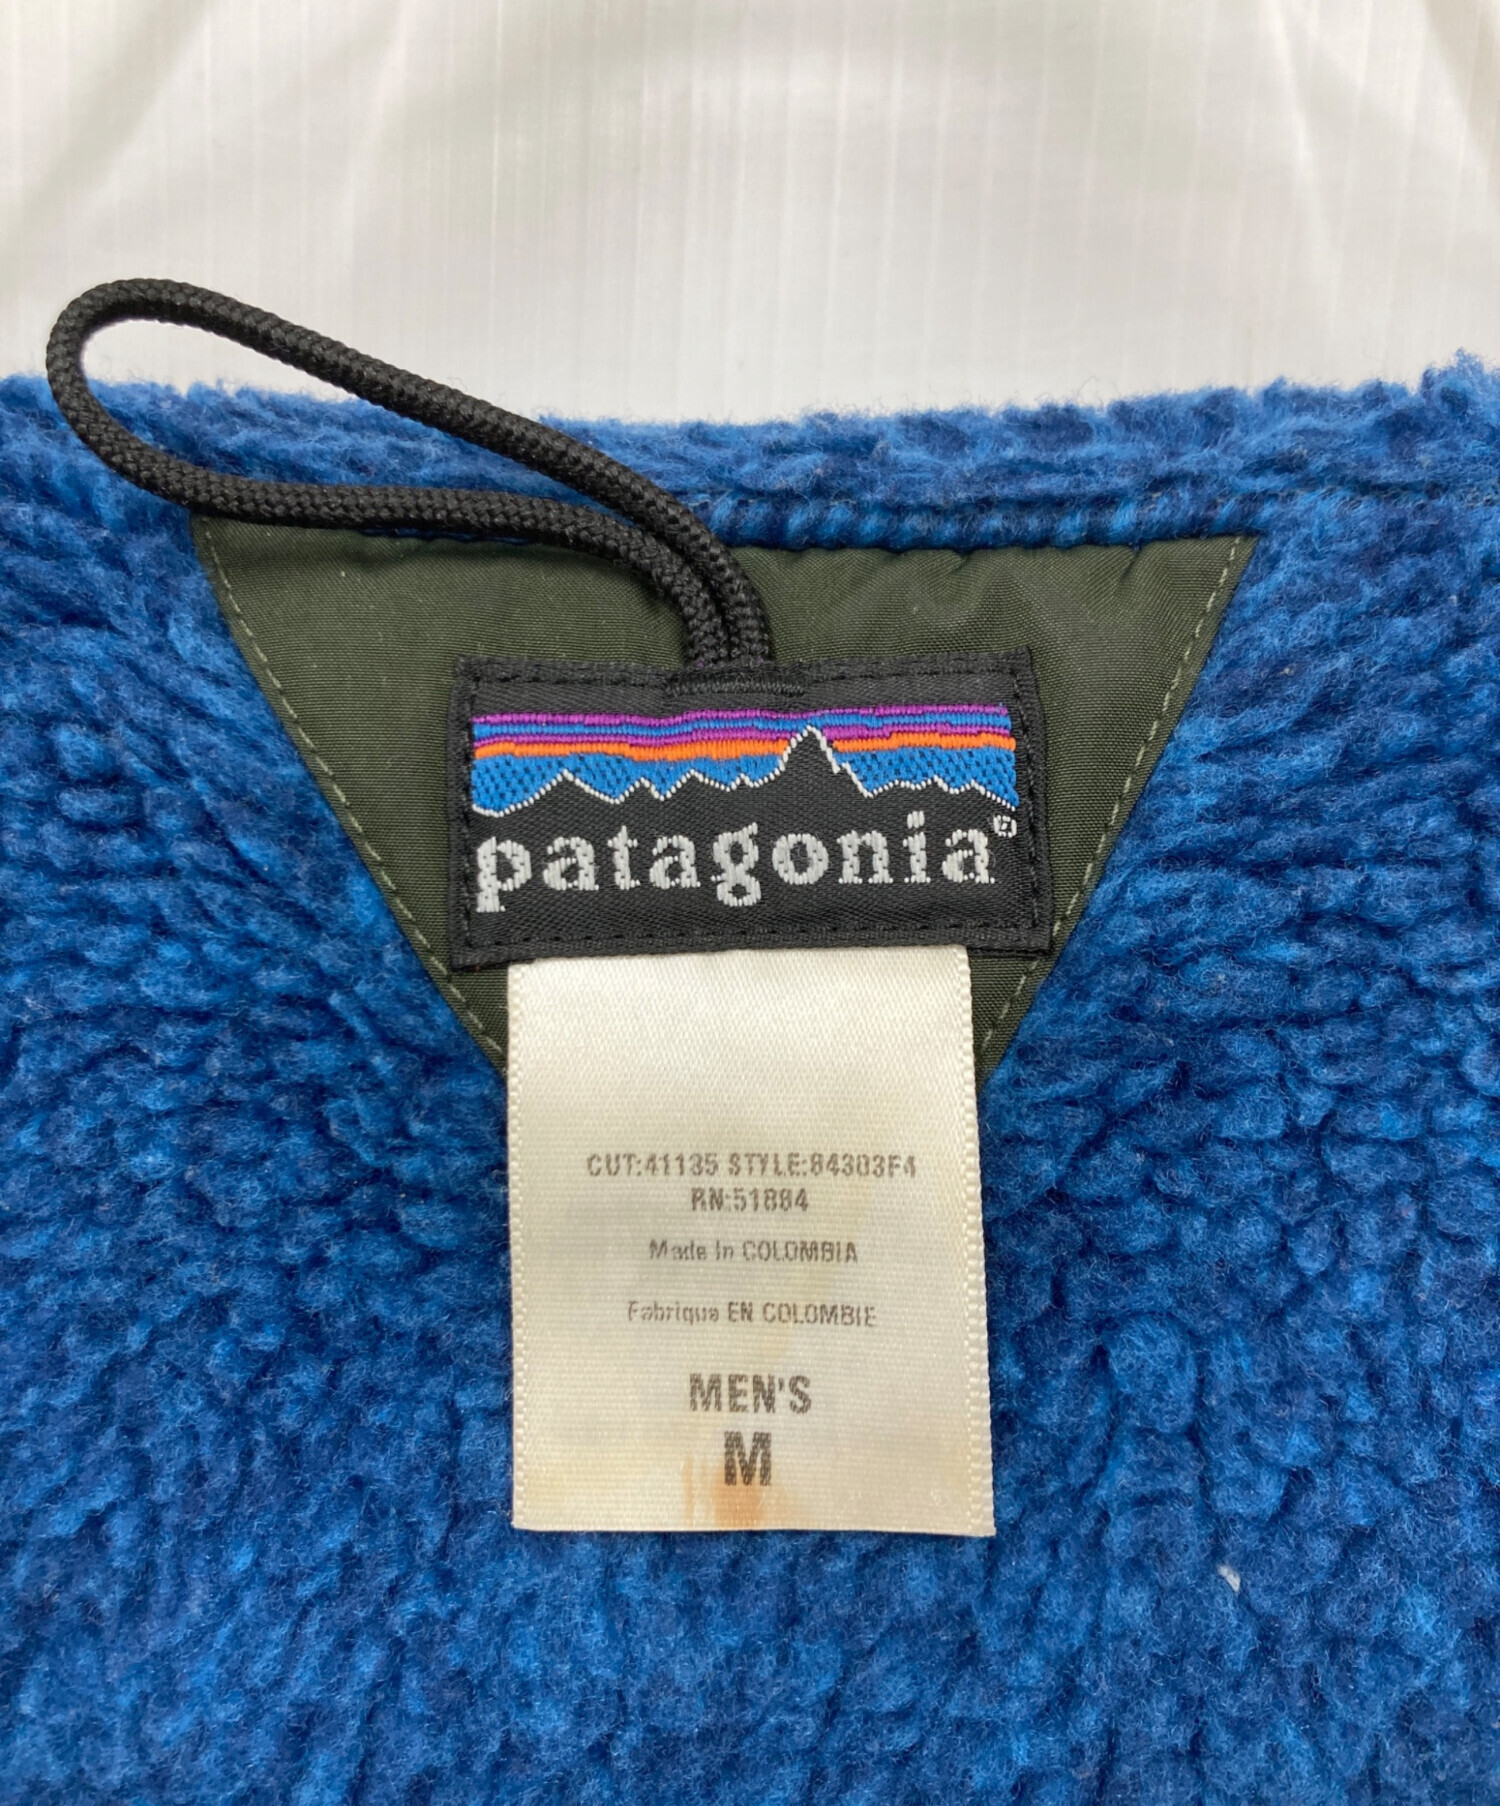 patagonia®
CUT:41135 STYLE:84303F4
RN:51884
Made In COLOMBIA
Fabrique EN COLOMBIE
MEN'S
M